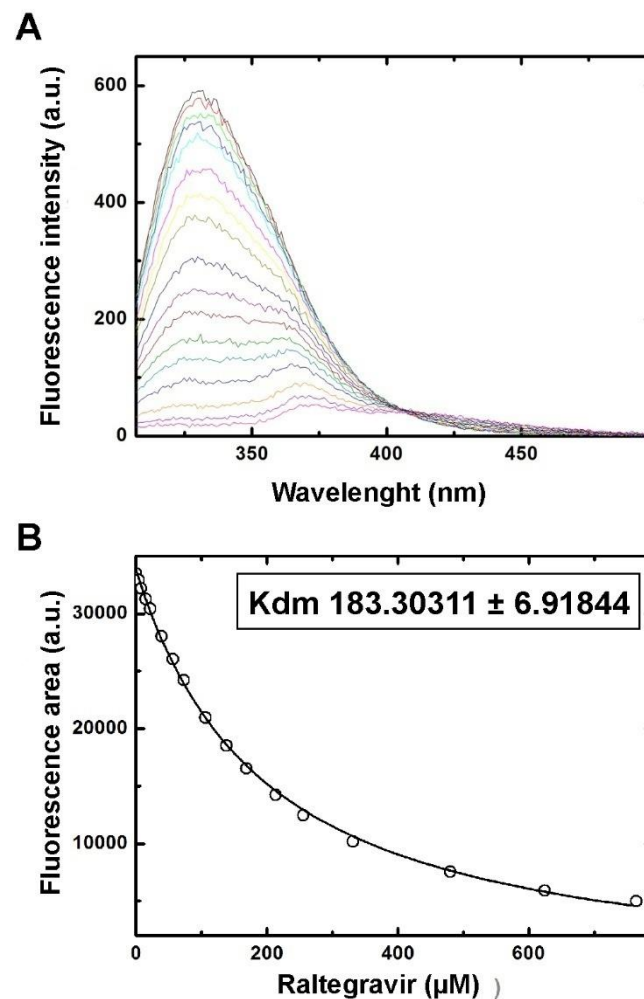 A
Fluorescence intensity (a.u.)
600
400
200
0
350
400
450
Wavelenght (nm)
B
Kdm 183.30311 ± 6.91844
Fluorescence area (a.u.)
30000
20000
10000
0
200
400
600
Raltegravir (µM) )